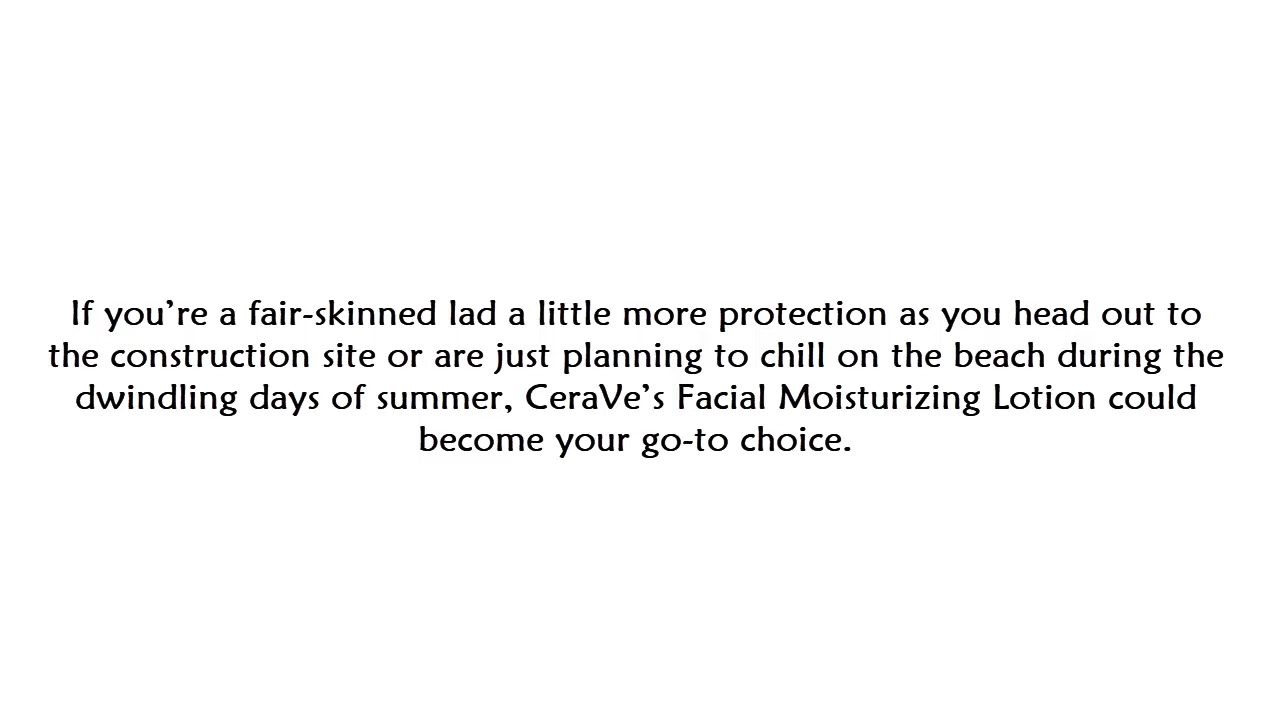 If you’re a fair-skinned lad a little more protection as you head out to
the construction site or are just planning to chill on the beach during the
dwindling days of summer, CeraVe’s Facial Moisturizing Lotion could
become your go-to choice.